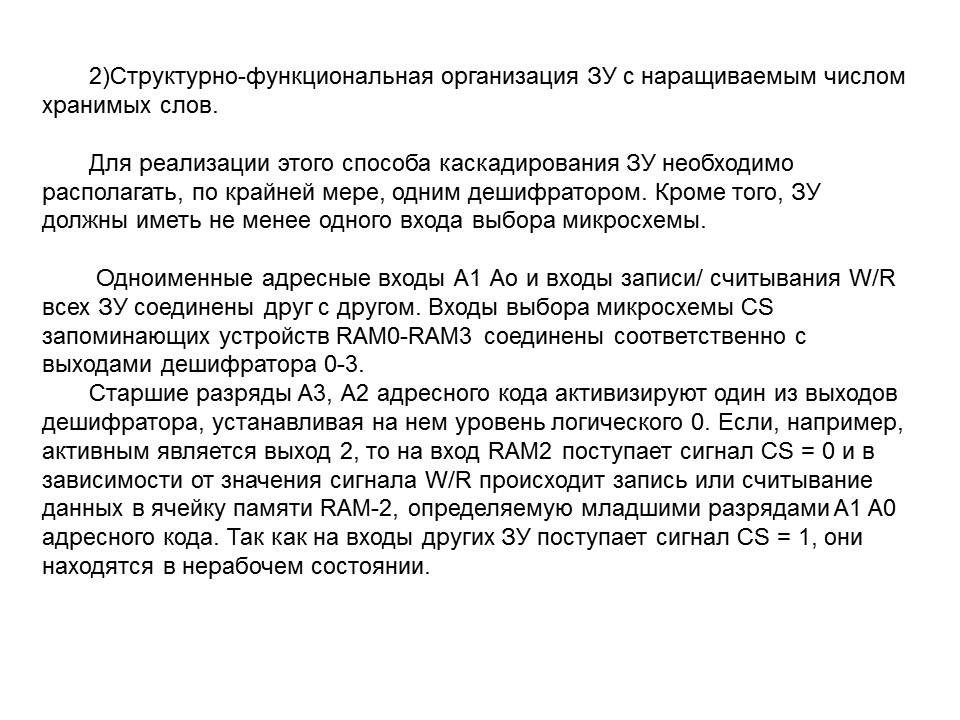 2)Структурно-функциональная организация ЗУ с наращиваемым числом
хранимых слов.
Для реализации этого способа каскадирования ЗУ необходимо
располагать, по крайней мере, одним дешифратором. Кроме того, ЗУ
должны иметь не менее одного входа выбора микросхемы.
Одноименные адресные входы А1 Ао и входы записи/ считывания W/R
всех ЗУ соединены друг с другом. Входы выбора микросхемы CS
запоминающих устройств RAM0-RAM3 соединены соответственно с
выходами дешифратора 0-3.
Старшие разряды А3, А2 адресного кода активизируют один из выходов
дешифратора, устанавливая на нем уровень логического 0. Если, например,
активным является выход 2, то на вход RAM2 поступает сигнал CS = 0 и в
зависимости от значения сигнала W/R происходит запись или считывание
данных в ячейку памяти RAM-2, определяемую младшими разрядами А1 А0
адресного кода. Так как на входы других ЗУ поступает сигнал CS = 1, они
находятся в нерабочем состоянии.